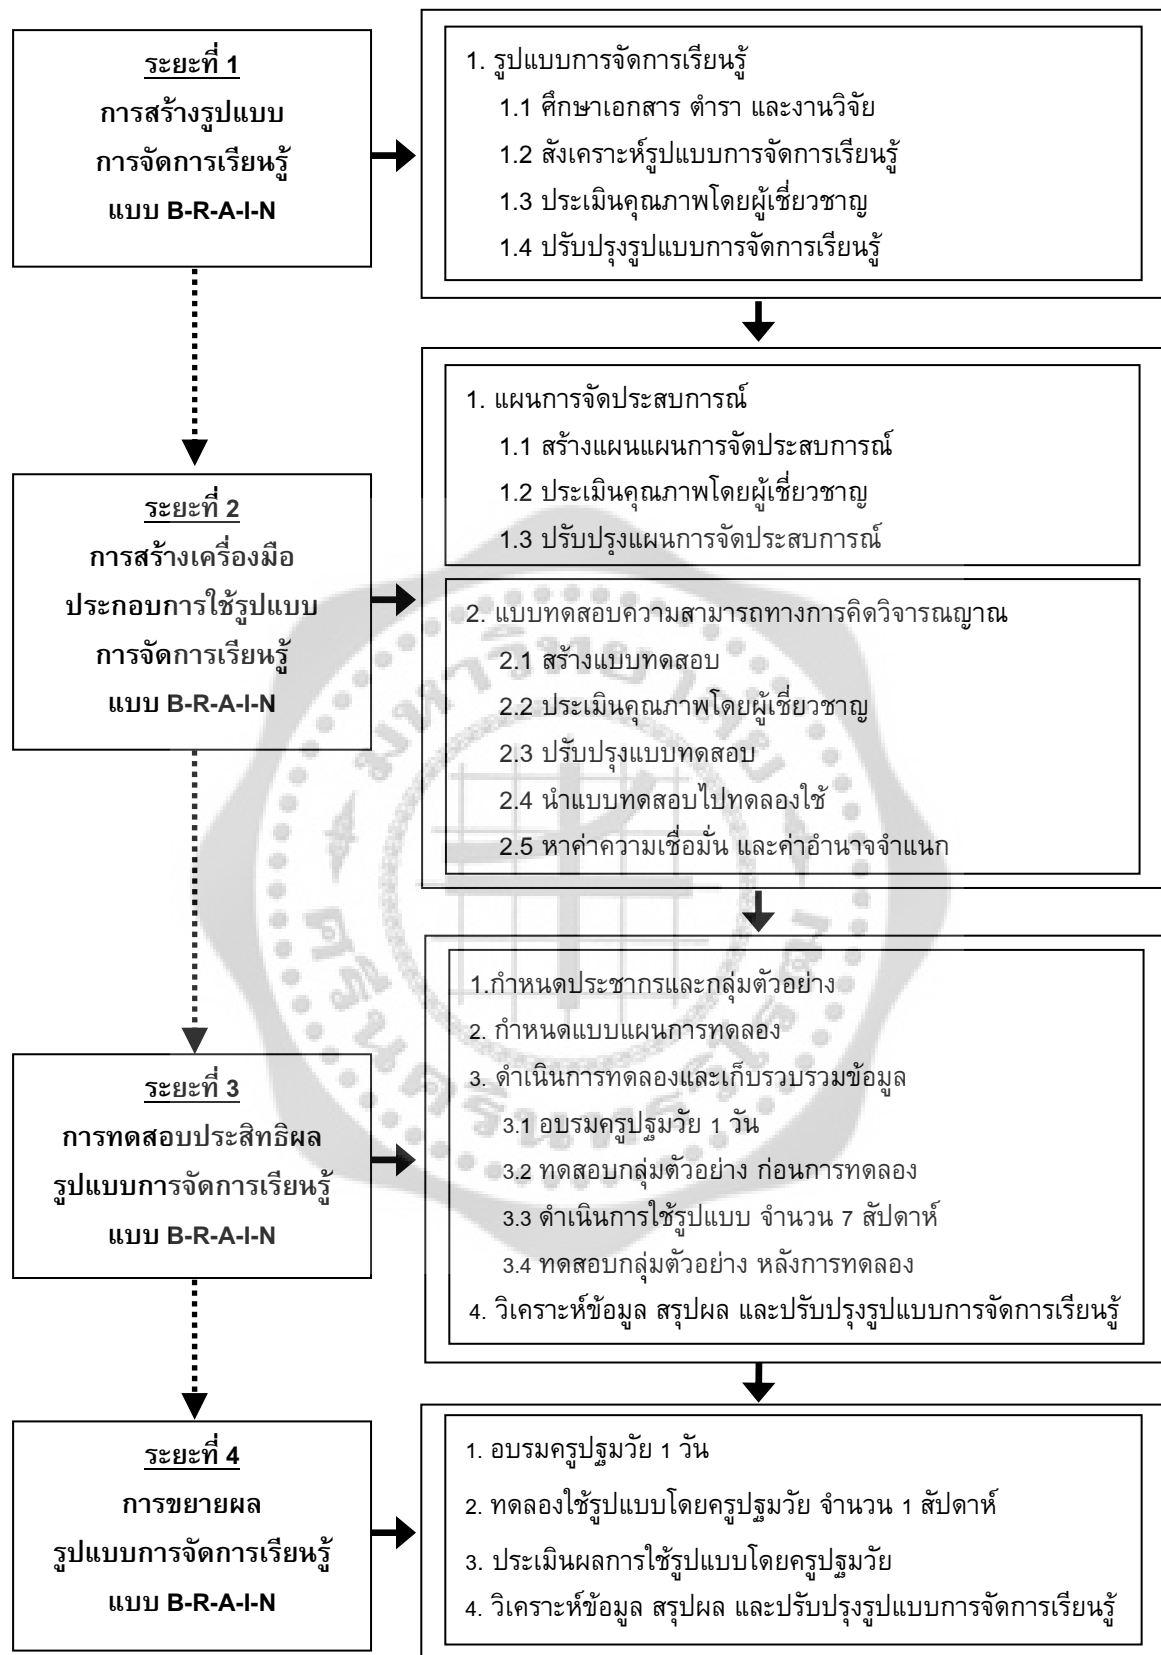 ระยะที่ 1
การสร้างรูปแบบ
การจัดการเรียนรู้
แบบ B-R-A-I-N
1. รูปแบบการจัดการเรียนรู้
1.1 ศึกษาเอกสาร ตำรา และงานวิจัย
1.2 สังเคราะห์รูปแบบการจัดการเรียนรู้
1.3 ประเมินคุณภาพโดยผู้เชี่ยวชาญ
1.4 ปรับปรุงรูปแบบการจัดการเรียนรู้
ระยะที่ 2
การสร้างเครื่องมือ
ประกอบการใช้รูปแบบ
การจัดการเรียนรู้
แบบ B-R-A-I-N
1. แผนการจัดประสบการณ์
1.1 สร้างแผนแผนการจัดประสบการณ์
1.2 ประเมินคุณภาพโดยผู้เชี่ยวชาญ
1.3 ปรับปรุงแผนการจัดประสบการณ์
2. แบบทดสอบความสามารถทางการคิดวิจารณญาณ
2.1 สร้างแบบทดสอบ
2.2 ประเมินคุณภาพโดยผู้เชี่ยวชาญ
2.3 ปรับปรุงแบบทดสอบ
2.4 นำแบบทดสอบไปทดลองใช้
2.5 หาค่าความเชื่อมั่น และค่าอำนาจจำแนก
ระยะที่ 3
การทดสอบประสิทธิผล
รูปแบบการจัดการเรียนรู้
แบบ B-R-A-I-N
1.กำหนดประชากรและกลุ่มตัวอย่าง
2. กำหนดแบบแผนการทดลอง
3. ดำเนินการทดลองและเก็บรวบรวมข้อมูล
3.1 อบรมครูปฐมวัย 1 วัน
3.2 ทดสอบกลุ่มตัวอย่าง ก่อนการทดลอง
3.3 ดำเนินการใช้รูปแบบ จำนวน 7 สัปดาห์
3.4 ทดสอบกลุ่มตัวอย่าง หลังการทดลอง
4. วิเคราะห์ข้อมูล สรุปผล และปรับปรุงรูปแบบการจัดการเรียนรู้
ระยะที่ 4
การขยายผล
รูปแบบการจัดการเรียนรู้
แบบ B-R-A-I-N
1. อบรมครูปฐมวัย 1 วัน
2. ทดลองใช้รูปแบบโดยครูปฐมวัย จำนวน 1 สัปดาห์
3. ประเมินผลการใช้รูปแบบโดยครูปฐมวัย
4. วิเคราะห์ข้อมูล สรุปผล และปรับปรุงรูปแบบการจัดการเรียนรู้
มหาวิทยาลัย
ศรีนครินทรวิโรฒ